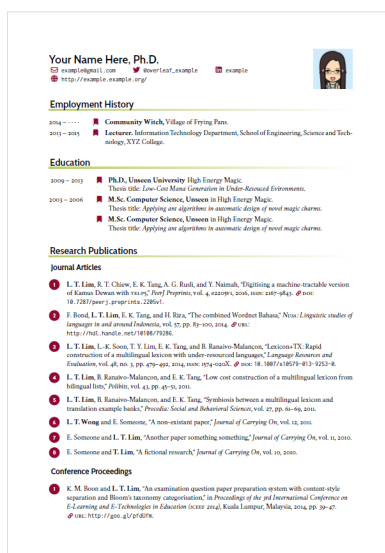 Your Name Here, Ph.D.
example@gmail.com @overleaf_example example
http://example.example.org/
Employment History
2014 – · · · · Community Witch, Village of Frying Pans.
2013 – 2015 Lecturer. Information Technology Department, School of Engineering, Science and Tech-
nology, XYZ College.
Education
2009 – 2013 Ph.D., Unseen University High Energy Magic.
Thesis title: Low-Cost Mana Generation in Under-Resouced Evironments.
2003 – 2006 M.Sc. Computer Science, Unseen in High Energy Magic.
Thesis title: Applying ant algorithms in automatic design of novel magic charms.
M.Sc. Computer Science, Unseen in High Energy Magic.
Thesis title: Applying ant algorithms in automatic design of novel magic charms.
Research Publications
Journal Articles
1 L. T. Lim, R. T. Chiew, E. K. Tang, A. G. Rusli, and Y. Naimah, “Digitising a machine-tractable version
of Kamus Dewan with TEI-P5,” PeerJ Preprints, vol. 4, e2205v1, 2016, ISSN: 2167-9843. DOI:
10.7287/peerj.preprints.2205v1.
2 F. Bond, L. T. Lim, E. K. Tang, and H. Riza, “The combined Wordnet Bahasa,” Nusa: Linguistic studies of
languages in and around Indonesia, vol. 57, pp. 83–100, 2014. URL:
http://hdl.handle.net/10108/79286.
3 L. T. Lim, L.-K. Soon, T. Y. Lim, E. K. Tang, and B. Ranaivo-Malançon, “Lexicon+TX: Rapid
construction of a multilingual lexicon with under-resourced languages,” Language Resources and
Evaluation, vol. 48, no. 3, pp. 479–492, 2014, ISSN: 1574-020X. DOI: 10.1007/s10579-013-9253-0.
4 L. T. Lim, B. Ranaivo-Malançon, and E. K. Tang, “Low cost construction of a multilingual lexicon from
bilingual lists,” Polibits, vol. 43, pp. 45–51, 2011.
5 L. T. Lim, B. Ranaivo-Malançon, and E. K. Tang, “Symbiosis between a multilingual lexicon and
translation example banks,” Procedia: Social and Behavioral Sciences, vol. 27, pp. 61–69, 2011.
6 L. T. Wong and E. Someone, “A non-existant paper,” Journal of Carrying On, vol. 12, 2011.
7 E. Someone and L. T. Lim, “Another paper something something,” Journal of Carrying On, vol. 11, 2010.
8 E. Someone and T. Lim, “A fictional research,” Journal of Carrying On, vol. 10, 2010.
Conference Proceedings
1 K. M. Boon and L. T. Lim, “An examination question paper preparation system with content-style
separation and Bloom’s taxonomy categorisation,” in Proceedings of the 3rd International Conference on
E-Learning and E-Technologies in Education (ICEEE 2014), Kuala Lumpur, Malaysia, 2014, pp. 39–47.
URL: http://goo.gl/pfdUYm.